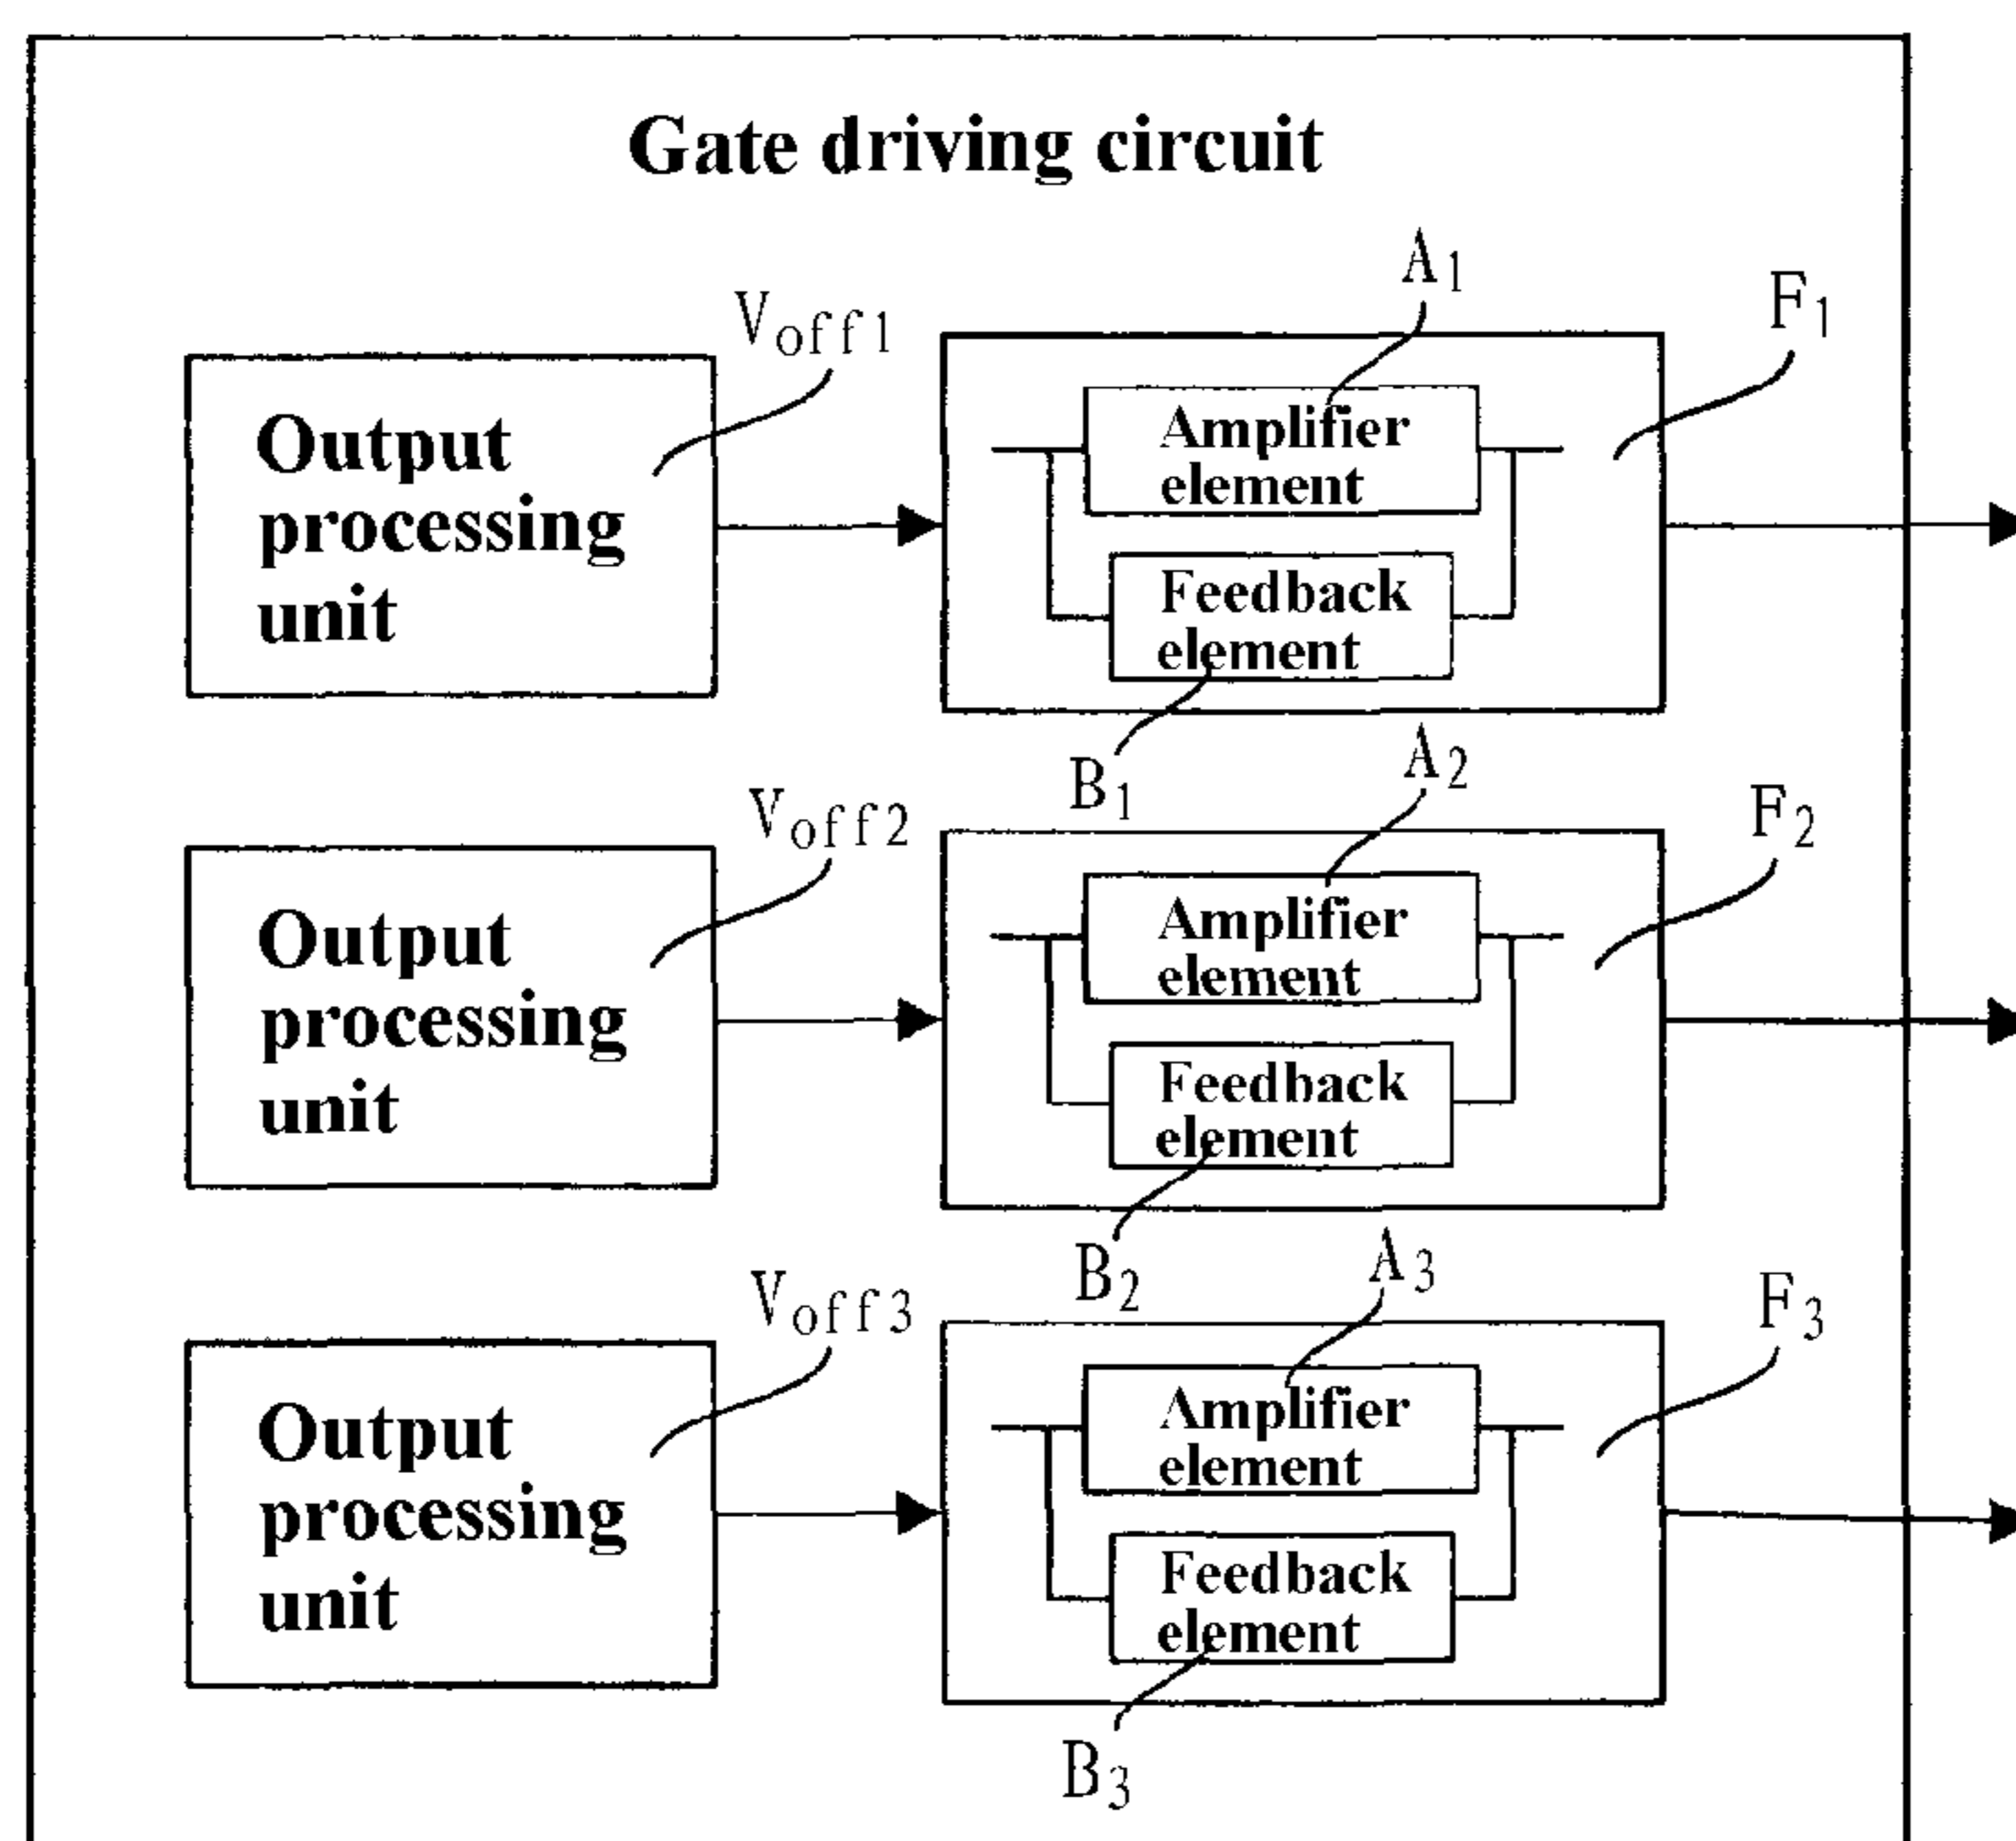 Gate driving circuit
A1
F1
Voff1
Output
processing
unit
Amplifier
element
Feedback
element
B1
A2
F2
Voff2
Output
processing
unit
Amplifier
element
Feedback
element
B2
A3
F3
Voff3
Output
processing
unit
Amplifier
element
Feedback
element
B3